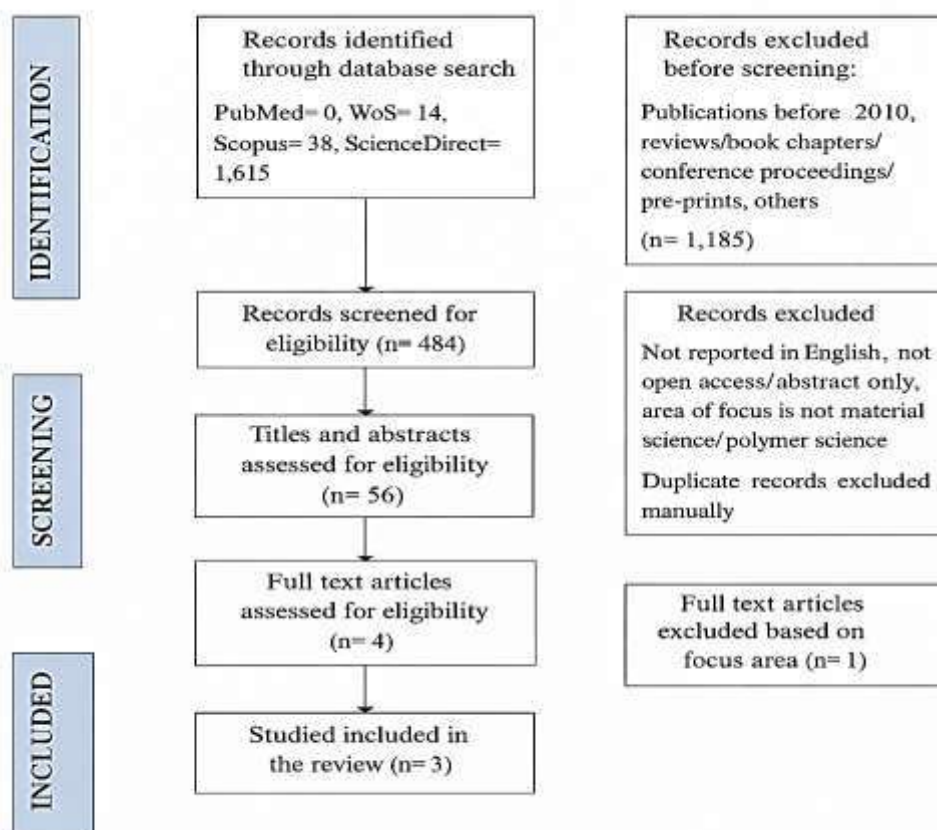 IDENTIFICATION
Records identified
through database search
PubMed= 0, WoS= 14,
Scopus= 38, ScienceDirect=
1,615
Records excluded
before screening:
Publications before 2010,
reviews/book chapters/
conference proceedings/
pre-prints, others
(n= 1,185)
Records screened for
eligibility (n= 484)
Records excluded
Not reported in English, not
open access/abstract only,
area of focus is not material
science/polymer science
Duplicate records excluded
manually
SCREENING
Titles and abstracts
assessed for eligibility
(n= 56)
Full text articles
assessed for eligibility
(n= 4)
Full text articles
excluded based on
focus area (n= 1)
INCLUDED
Studied included in
the review (n= 3)